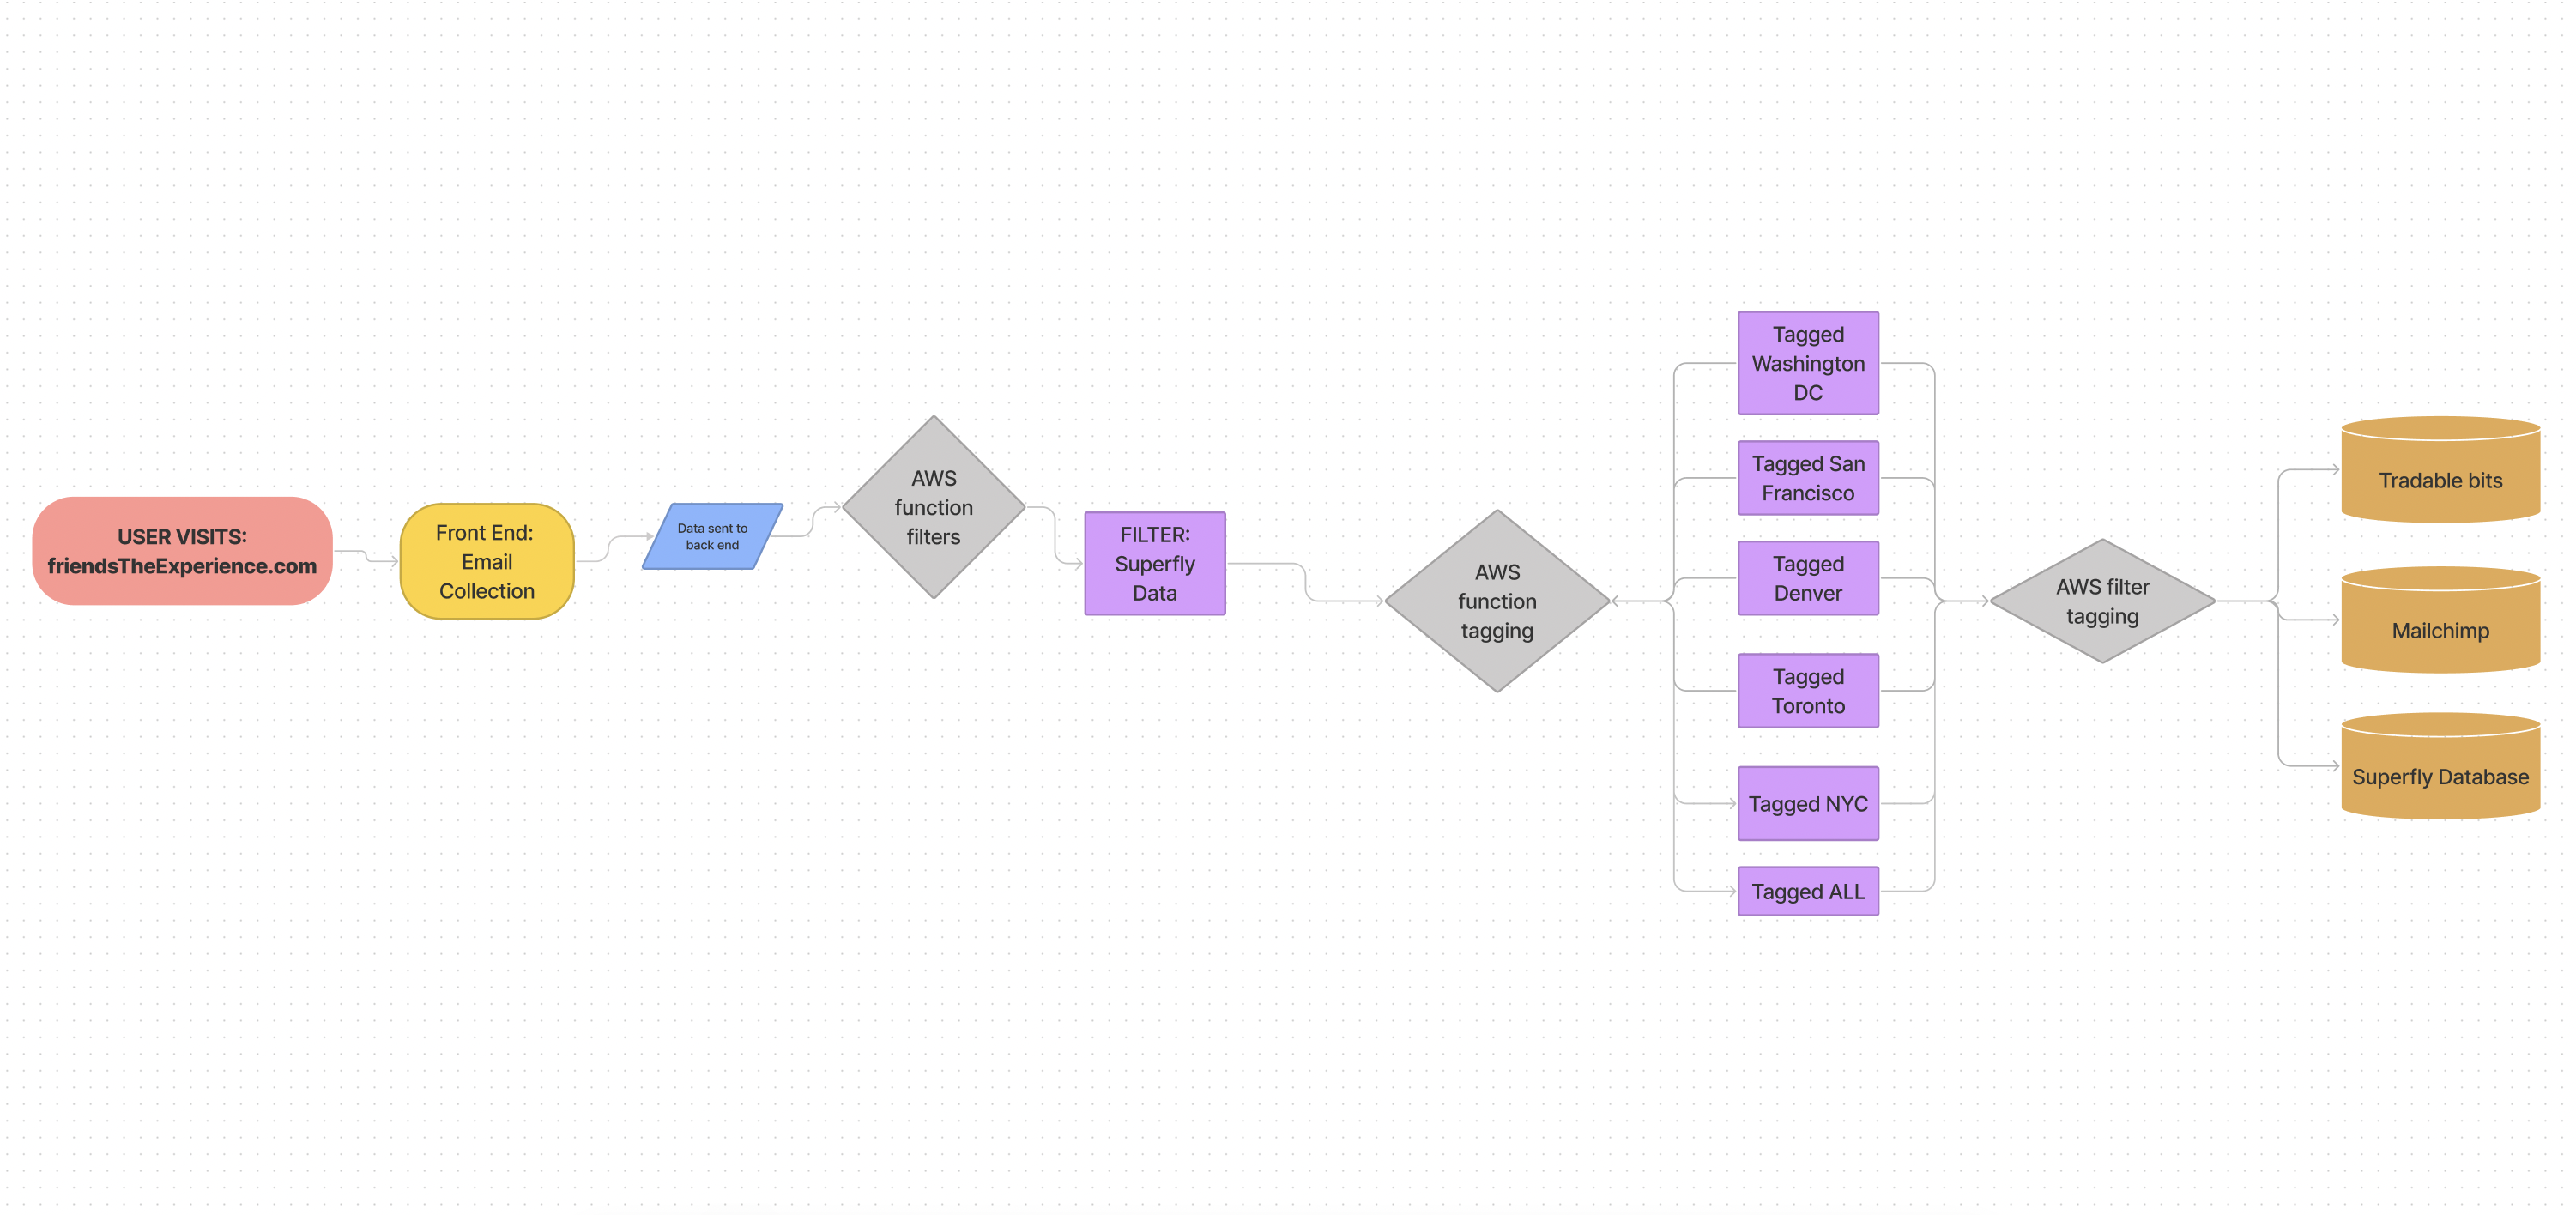 USER VISITS:
friendsTheExperience.com
Front End:
Email
Collection
Data sent to
back end
AWS
function
filters
FILTER:
Superfly
Data
AWS
function
tagging
Tagged
Washington
DC
Tagged San
Francisco
Tagged
Denver
Tagged
Toronto
Tagged NYC
Tagged ALL
AWS filter
tagging
Tradable bits
Mailchimp
Superfly Database